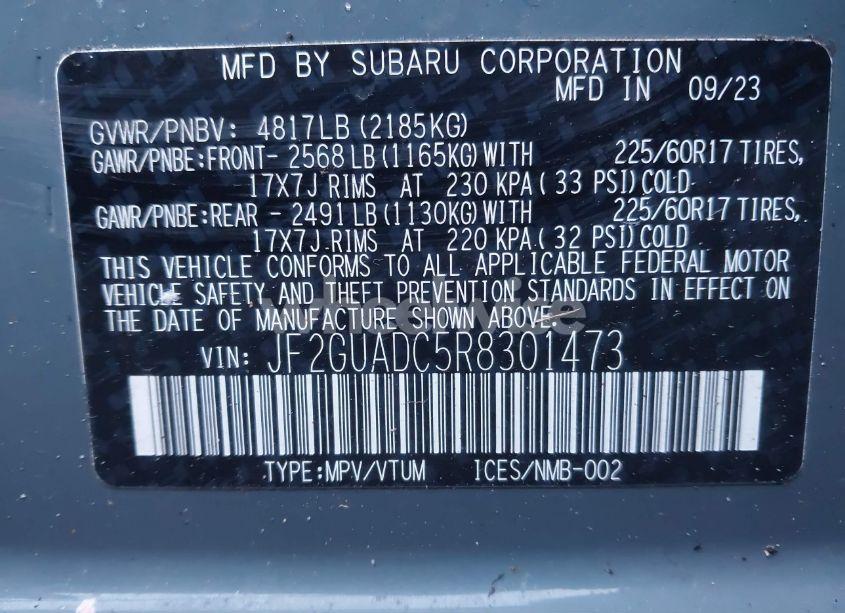 MFD BY SUBARU CORPORATION
MFD IN 09/23
GVWR/PNBV: 4817LB (2185KG)
GAWR/PNBE:FRONT- 2568 LB (1165KG) WITH 225/60R17 TIRES,
17X7J RIMS AT 230 KPA ( 33 PSI) COLD
GAWR/PNBE:REAR - 2491 LB (1130KG) WITH 225/60R17 TIRES,
17X7J.RIMS AT 220 KPA.( 32 PSI) COLD
THIS VEHICLE CONFORMS TO ALL APPLICABLE FEDERAL MOTOR
VEHICLE SAFETY AND THEFT PREVENTION STANDARDS IN EFFECT ON
THE DATE OF MANUFACTURE SHOWN ABOVE.
VIN: JF2GUADC5R8301473
TYPE:MPV/VTUM ICES/NMB-002